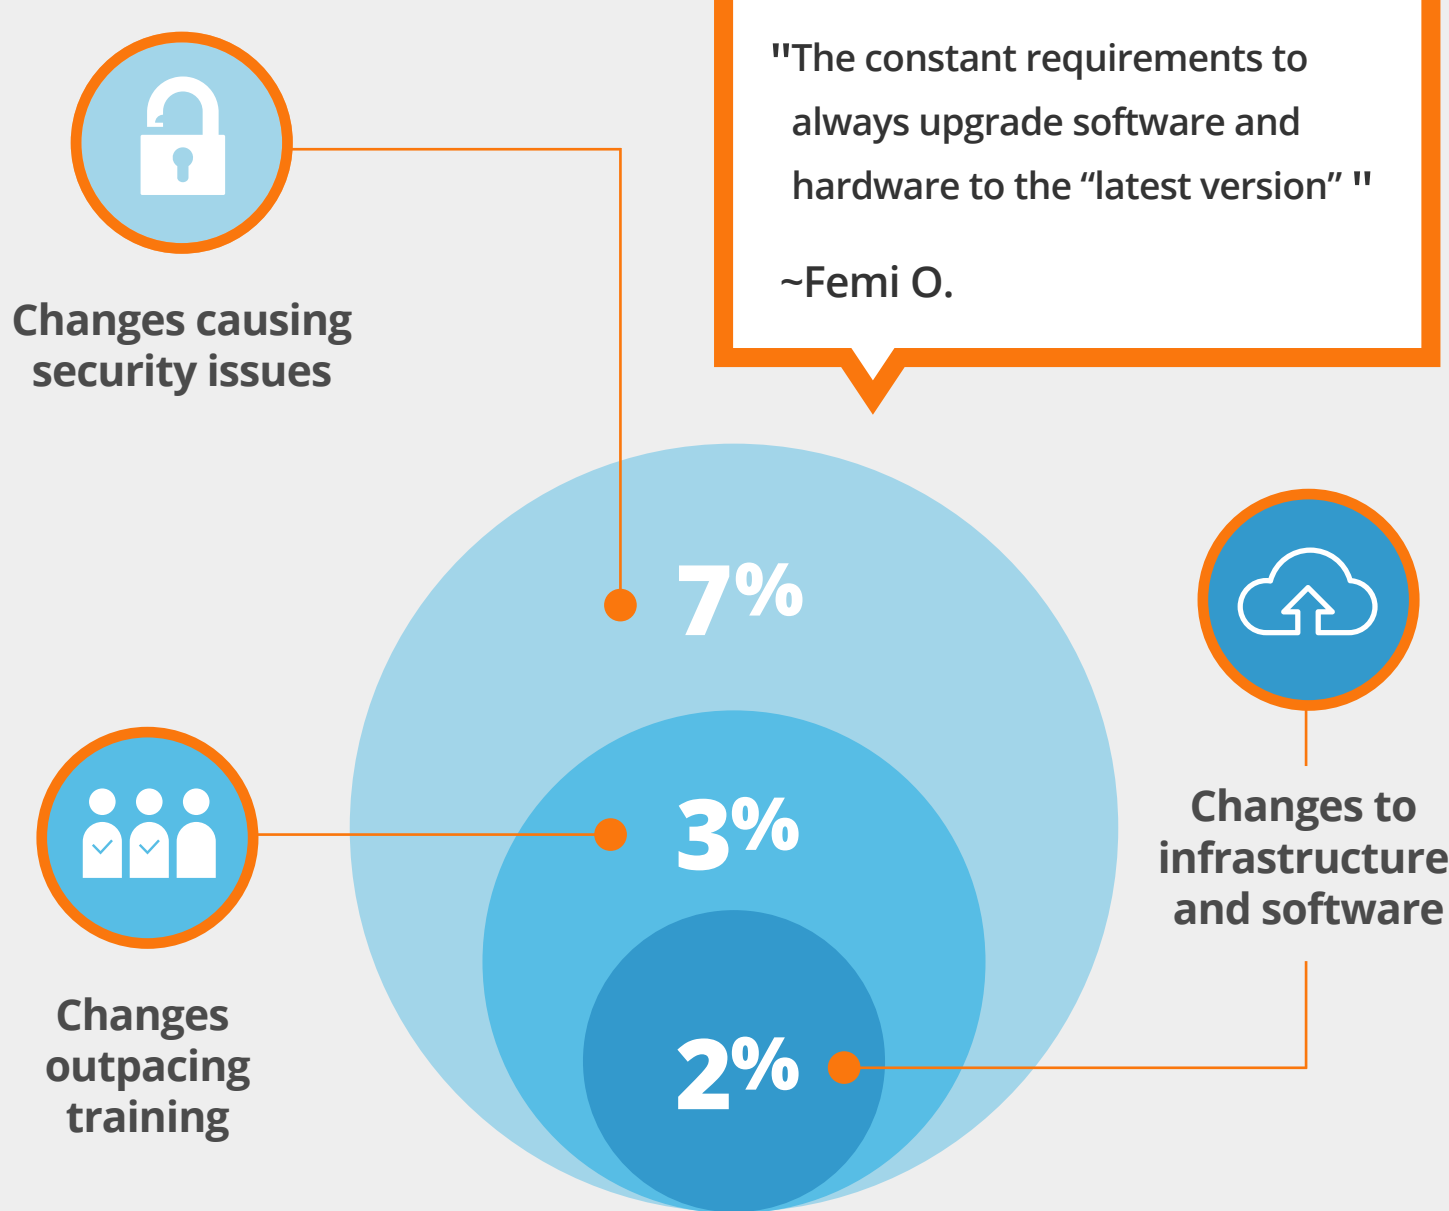 "The constant requirements to
always upgrade software and
hardware to the “latest version” "
~Femi O.
Changes causing
security issues
7%
3%
2%
Changes to
infrastructure
and software
Changes
outpacing
training